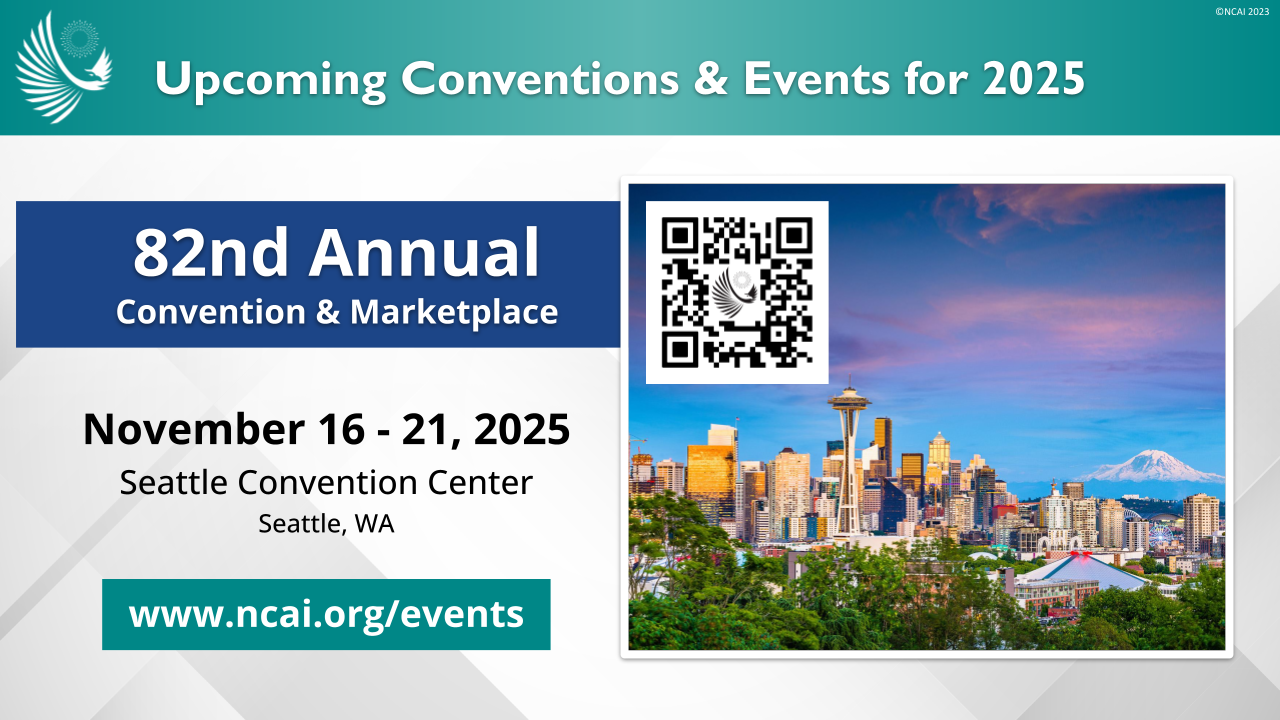 ©NCAI 2023
Upcoming Conventions & Events for 2025
82nd Annual
Convention & Marketplace
November 16 - 21, 2025
Seattle Convention Center
Seattle, WA
www.ncai.org/events